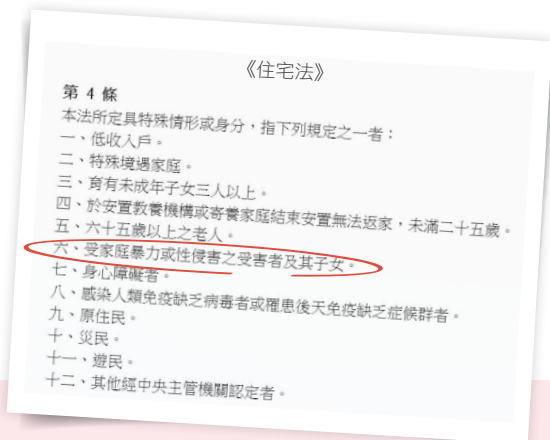 《住宅法》
第 4 條
本法所定具特殊情形或身分，指下列規定之一者：
一、低收入戶。
二、特殊境遇家庭。
三、育有未成年子女三人以上。
四、於安置教養機構或寄養家庭結束安置無法返家，未滿二十五歲。
五、六十五歲以上之老人。
六、受家庭暴力或性侵害之受害者及其子女。
七、身心障礙者。
八、感染人類免疫缺乏病毒者或罹患後天免疫缺乏症候群者。
九、原住民。
十、災民。
十一、遊民。
十二、其他經中央主管機關認定者。